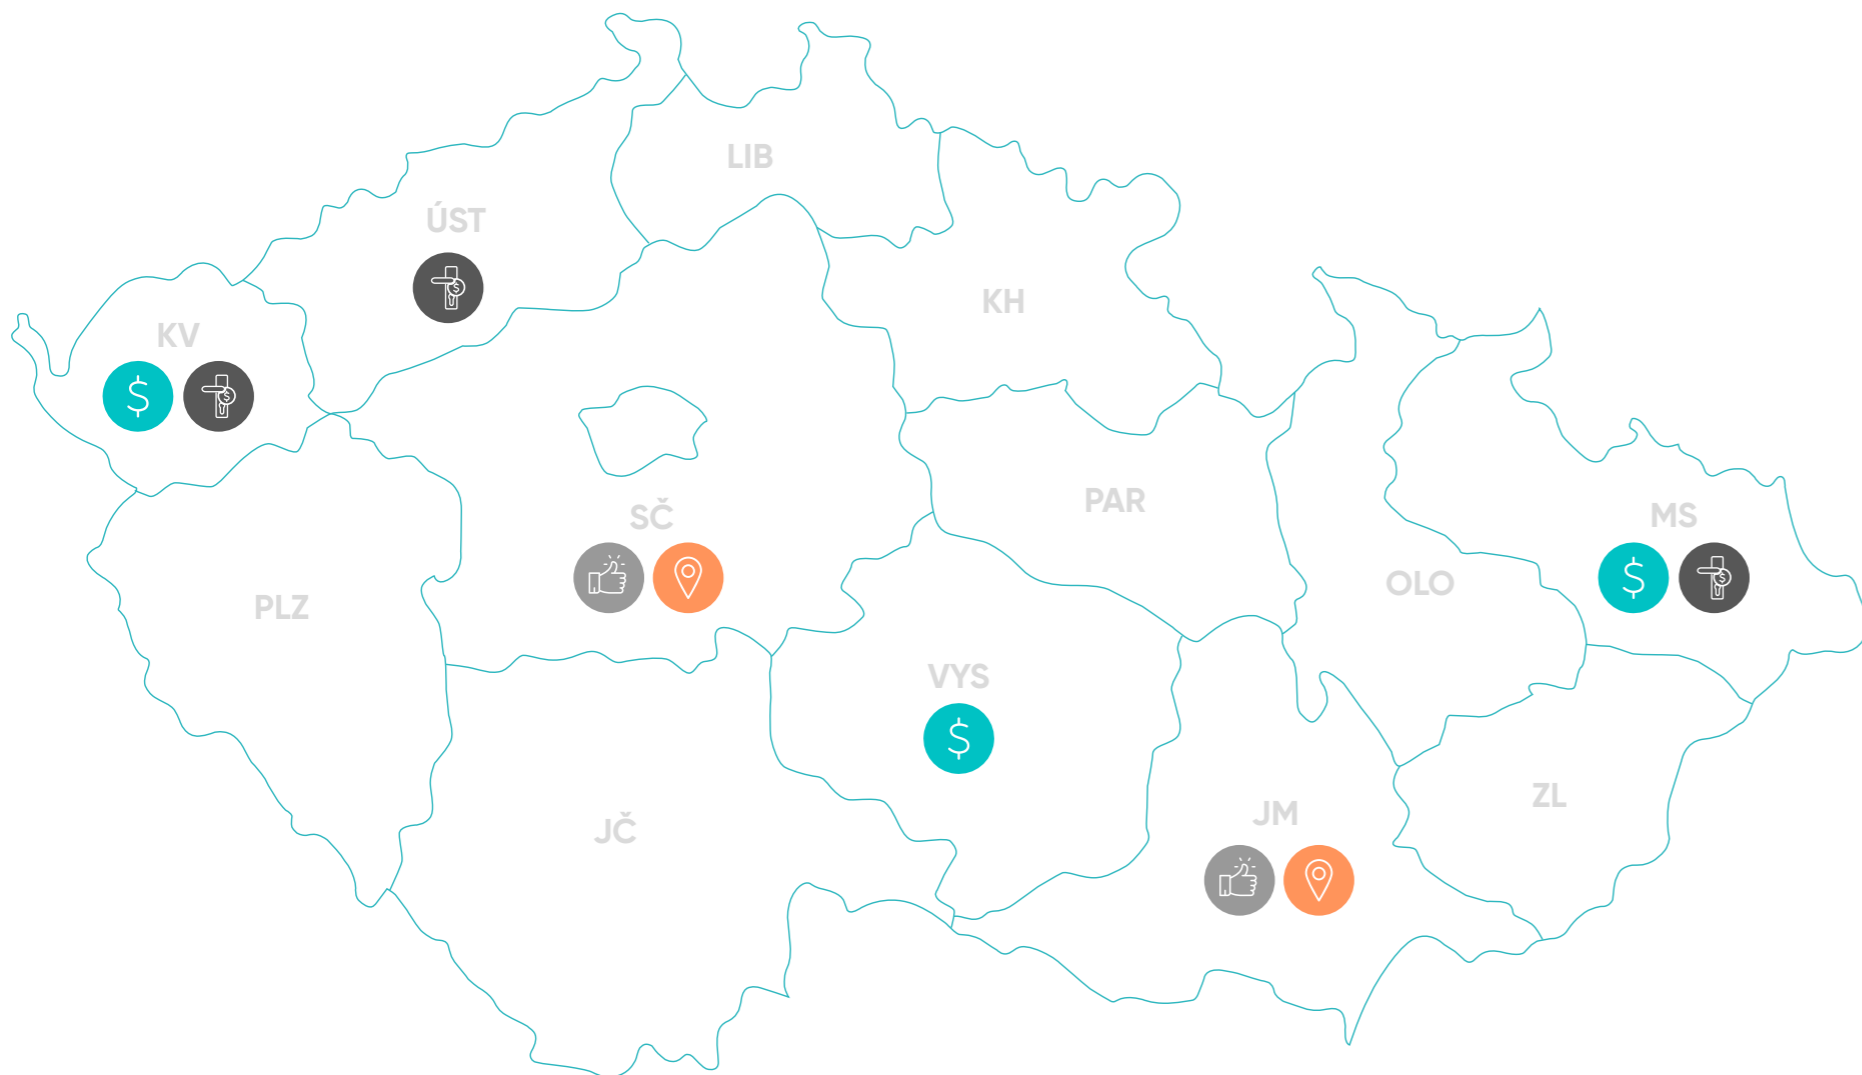 LIB
ÚST
KH
KV
$
$
$
PAR
SČ
MS
$
$
OLO
PLZ
VYS
$
ZL
JM
JČ